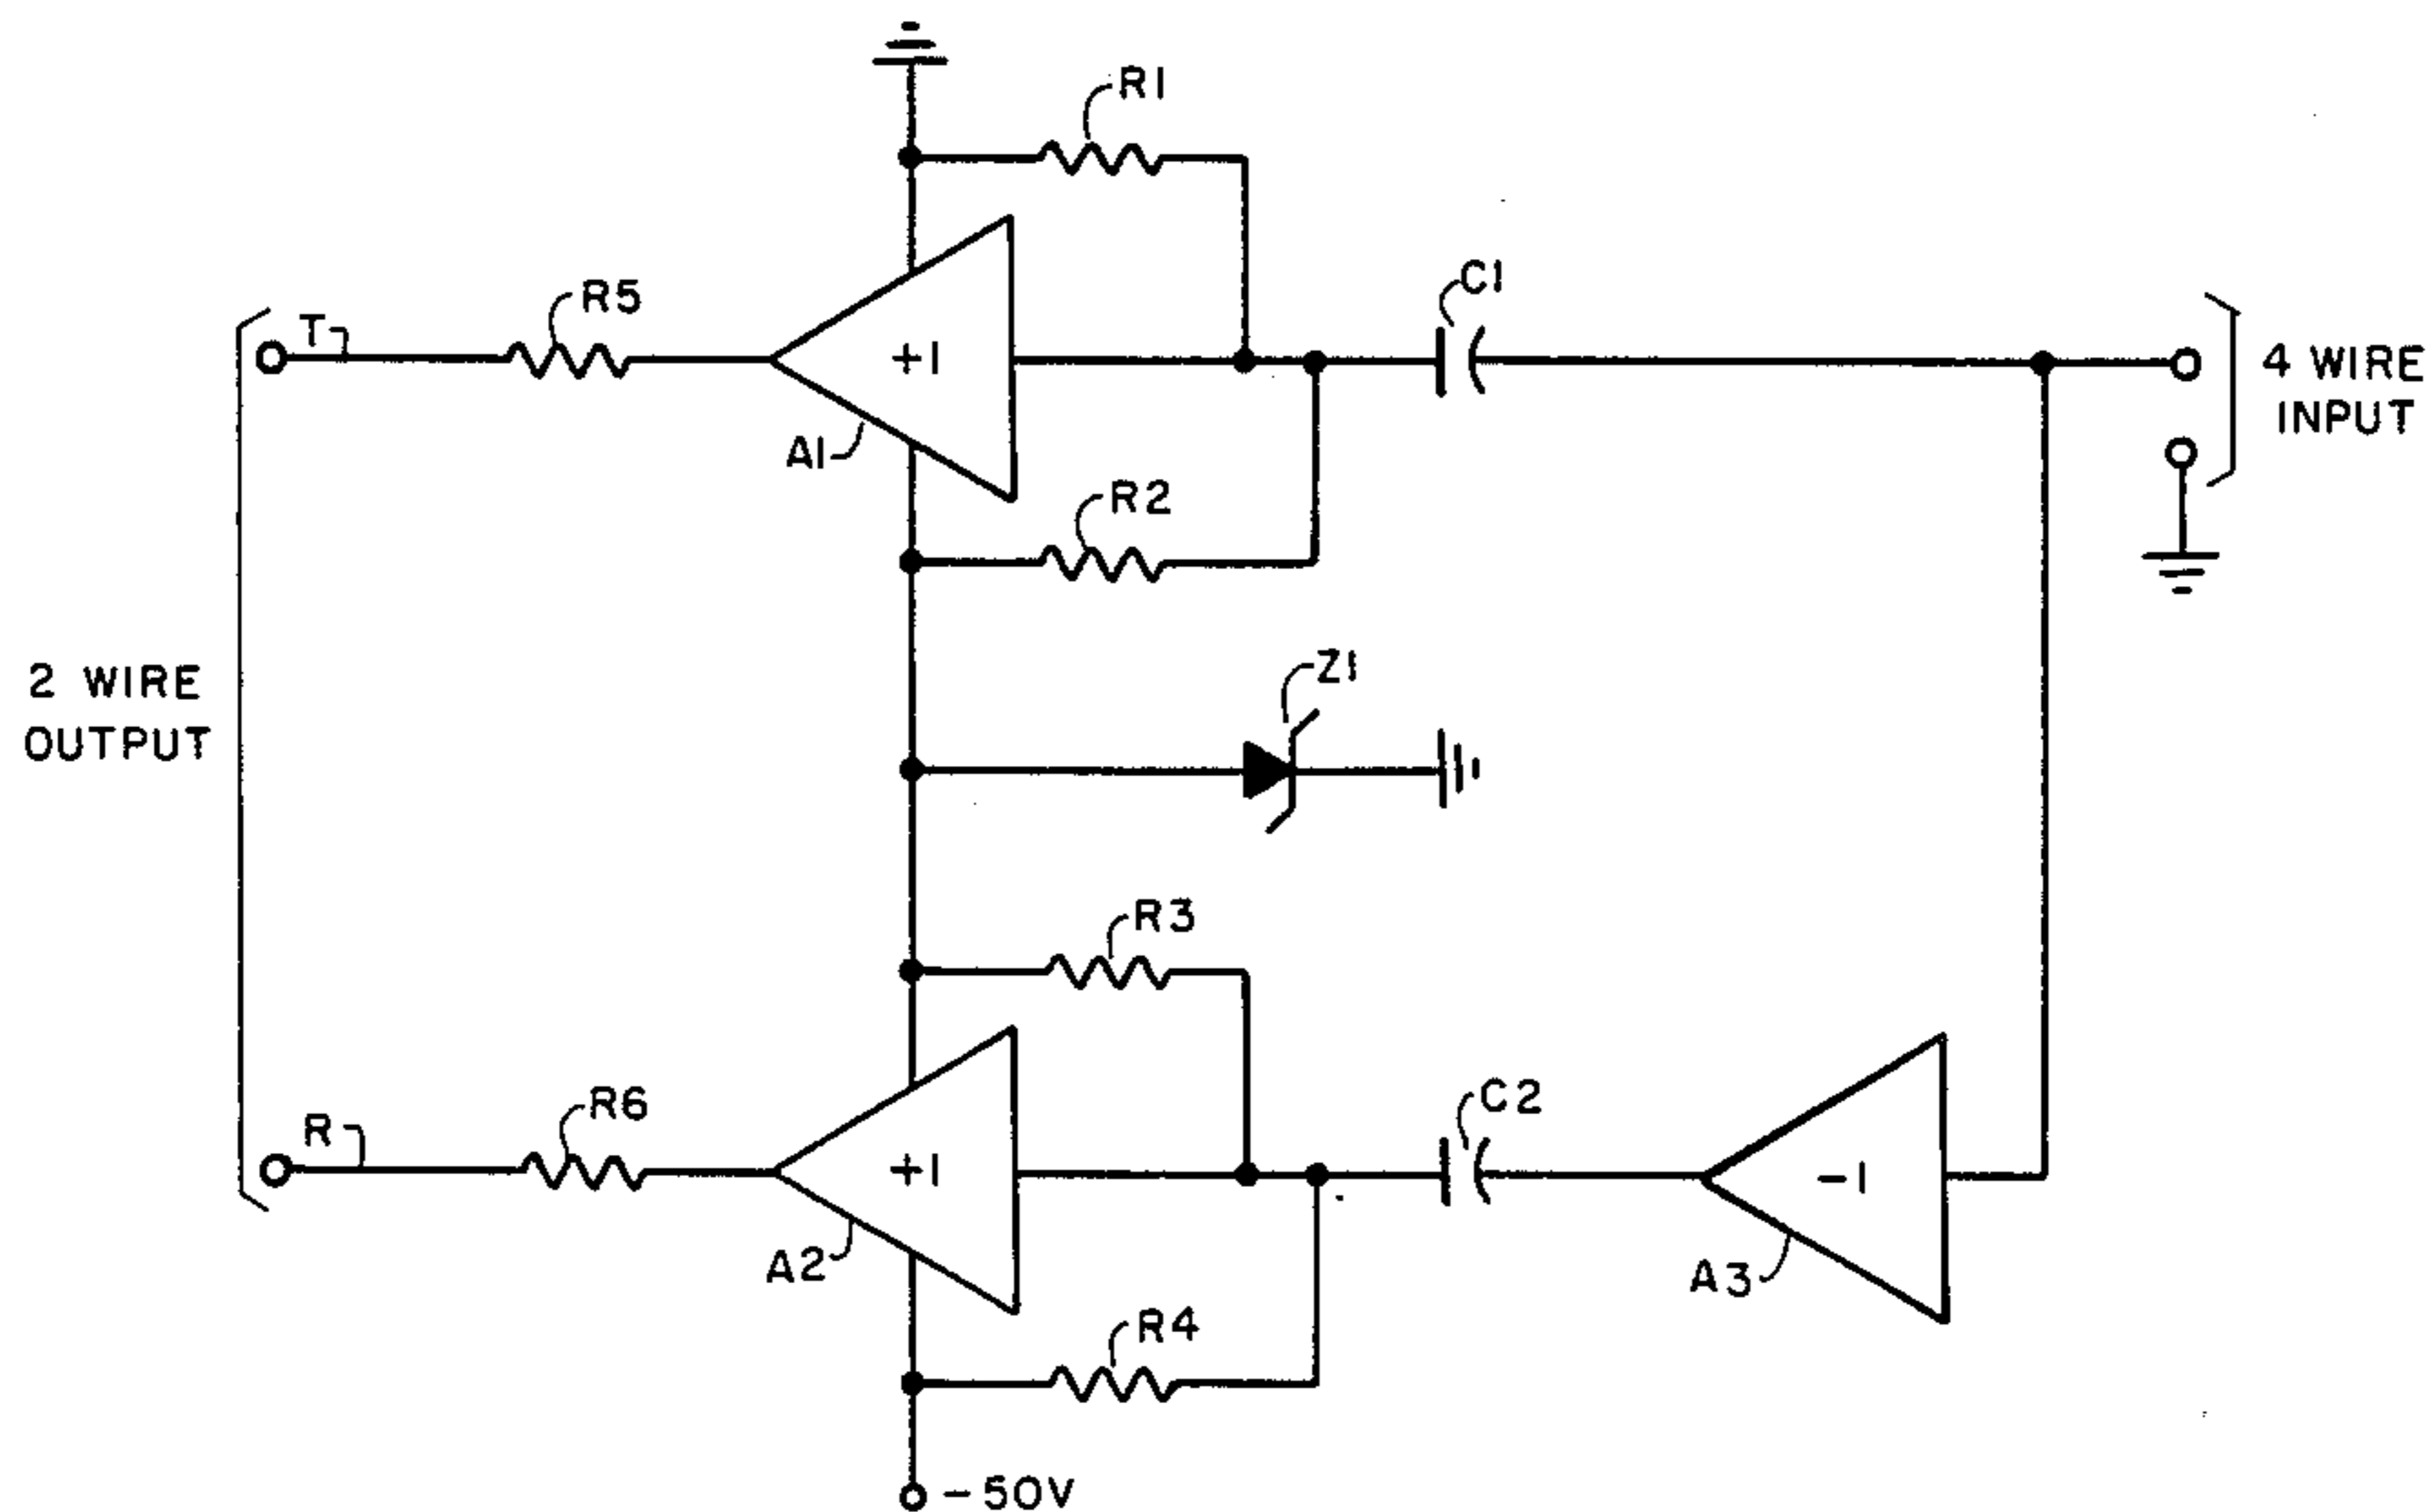 R1
C1
R5
T
+1
4 WIRE
INPUT
A1
R2
Z1
2 WIRE
OUTPUT
R3
R6
C2
R
+1
-1
A2
A3
R4
-50V